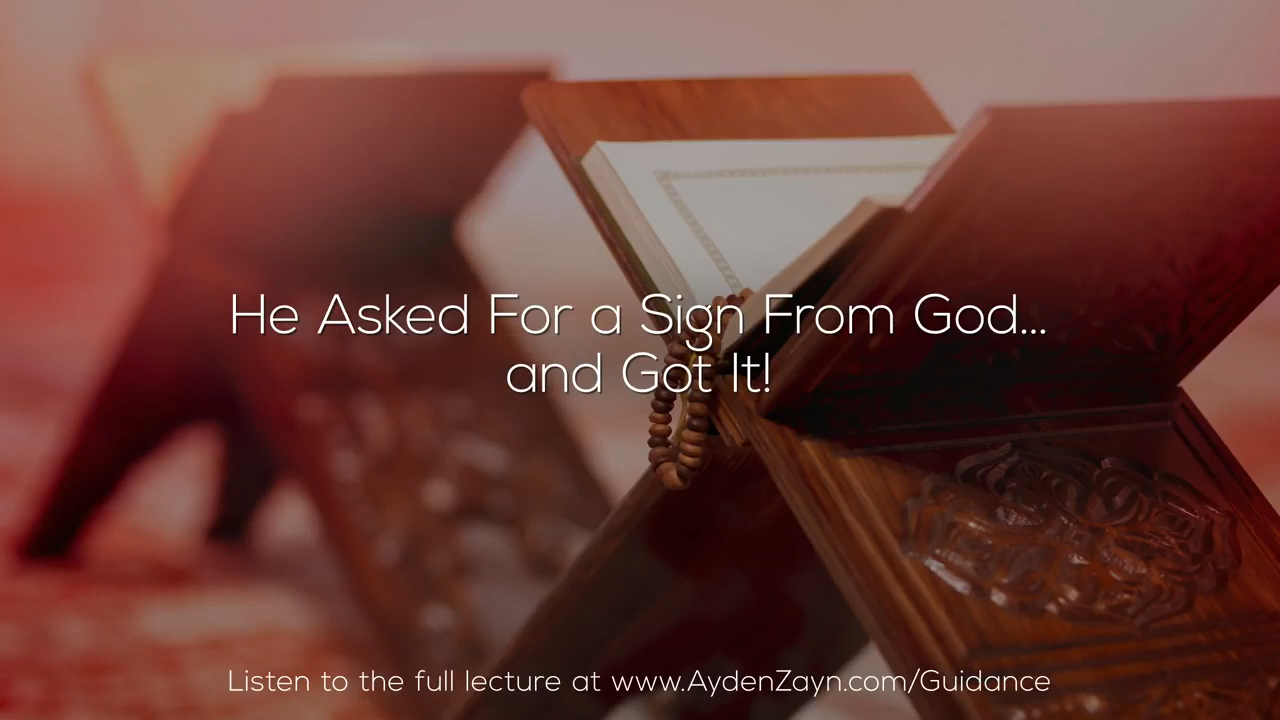 He Asked For a Sign From God...
and Got It!
Listen to the full lecture at www.AydenZayn.com/Guidance